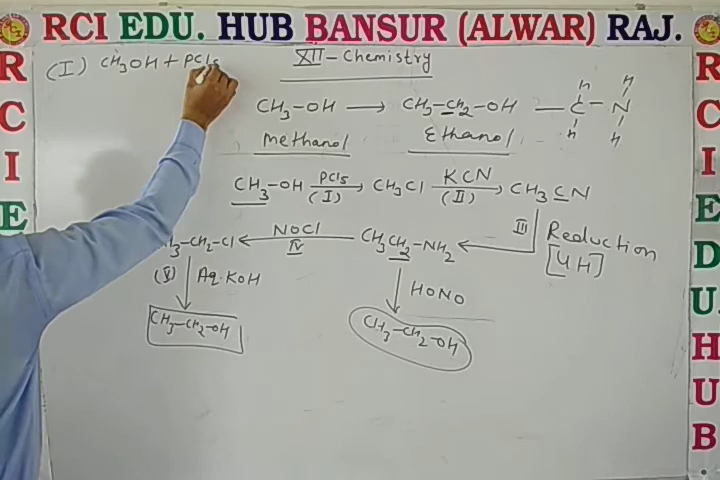 RCI EDU. HUB BANSUR (ALWAR) RAJ.
R C I E
R E D U. H U B
(I) CH3OH + PCl5
XII - Chemistry
CH3-OH → CH3-CH2-OH
Methanol Ethanol
H H
— C — N
H H
CH3-OH PCl5 (I) → CH3Cl KCN (II) → CH3CN
III Reduction
[4H]
CH3CH2-NH2
NOCl
IV
-CH2-Cl
(V) Aq. KOH
HONO
CH3-CH2-OH
CH3-CH2-OH